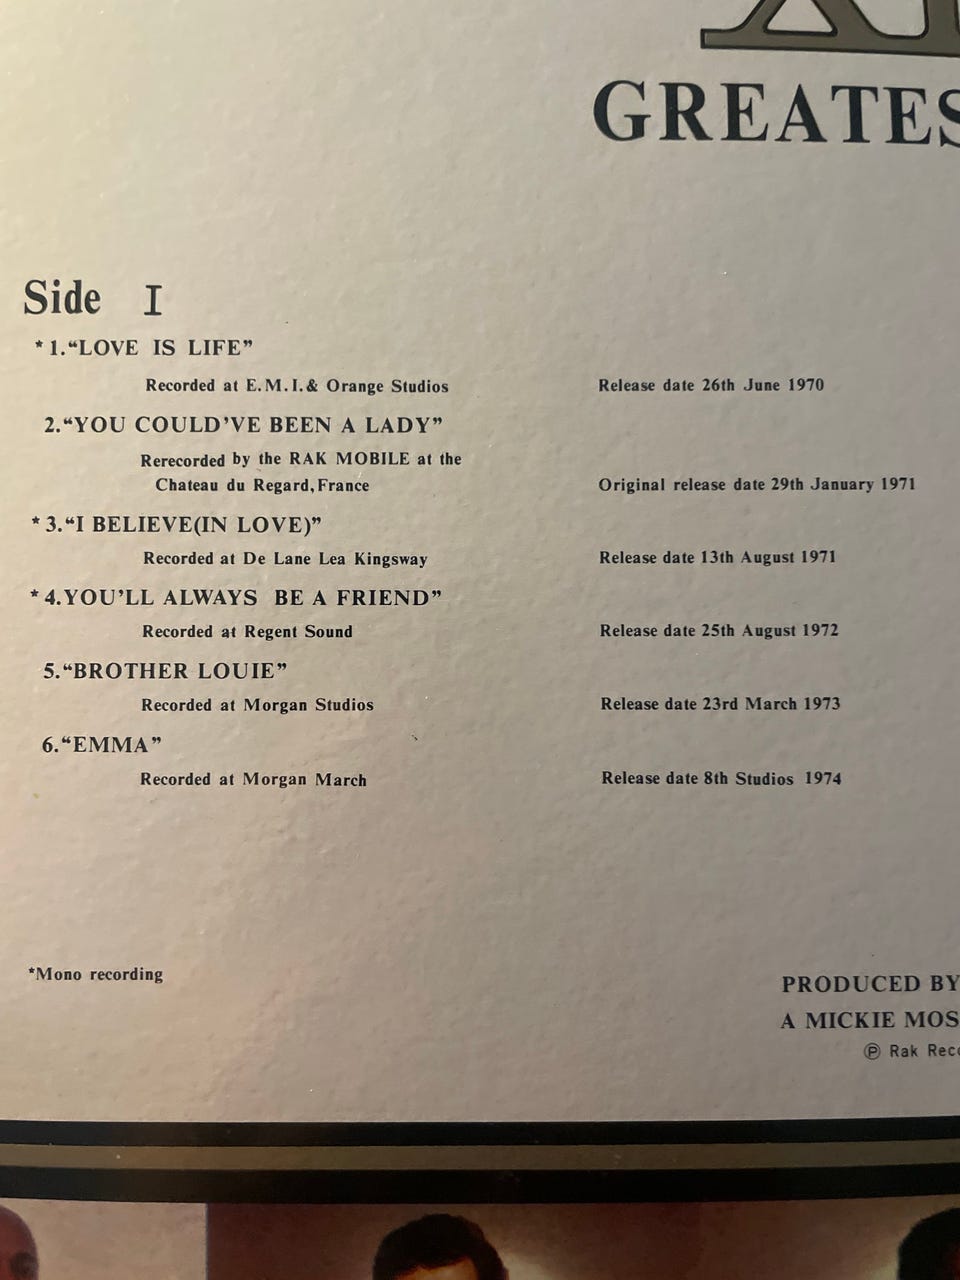 GREATES
Side I
*1."LOVE IS LIFE"
Recorded at E.M.I.& Orange Studios Release date 26th June 1970
2."YOU COULD'VE BEEN A LADY"
Rerecorded by the RAK MOBILE at the
Chateau du Regard, France Original release date 29th January 1971
*3."I BELIEVE(IN LOVE)"
Recorded at De Lane Lea Kingsway Release date 13th August 1971
*4.YOU'LL ALWAYS BE A FRIEND"
Recorded at Regent Sound Release date 25th August 1972
5."BROTHER LOUIE"
Recorded at Morgan Studios Release date 23rd March 1973
6."EMMA"
Recorded at Morgan March Release date 8th Studios 1974
*Mono recording
PRODUCED BY
A MICKIE MOS
℗ Rak Reco